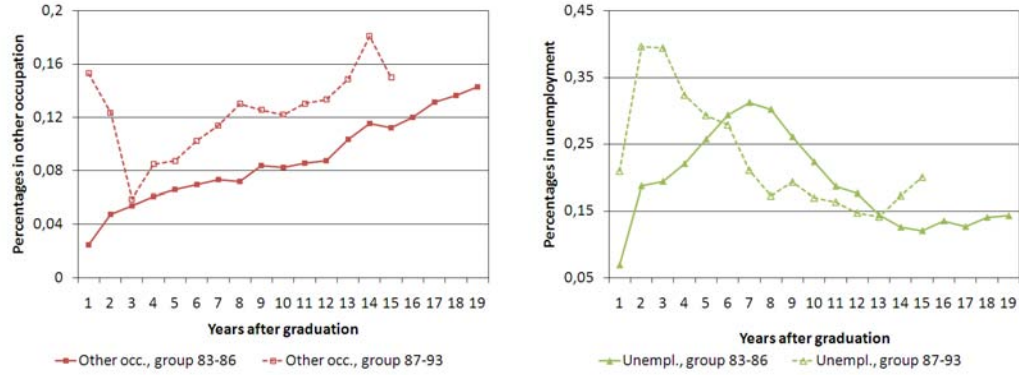 Percentages in other occupation
0,2
0,16
0,12
0,08
0,04
0
1 2 3 4 5 6 7 8 9 10 11 12 13 14 15 16 17 18 19
Years after graduation
Other occ., group 83-86 Other occ., group 87-93
Percentages in unemployment
0,45
0,35
0,25
0,15
0,05
1 2 3 4 5 6 7 8 9 10 11 12 13 14 15 16 17 18 19
Years after graduation
Unempl., group 83-86 Unempl., group 87-93